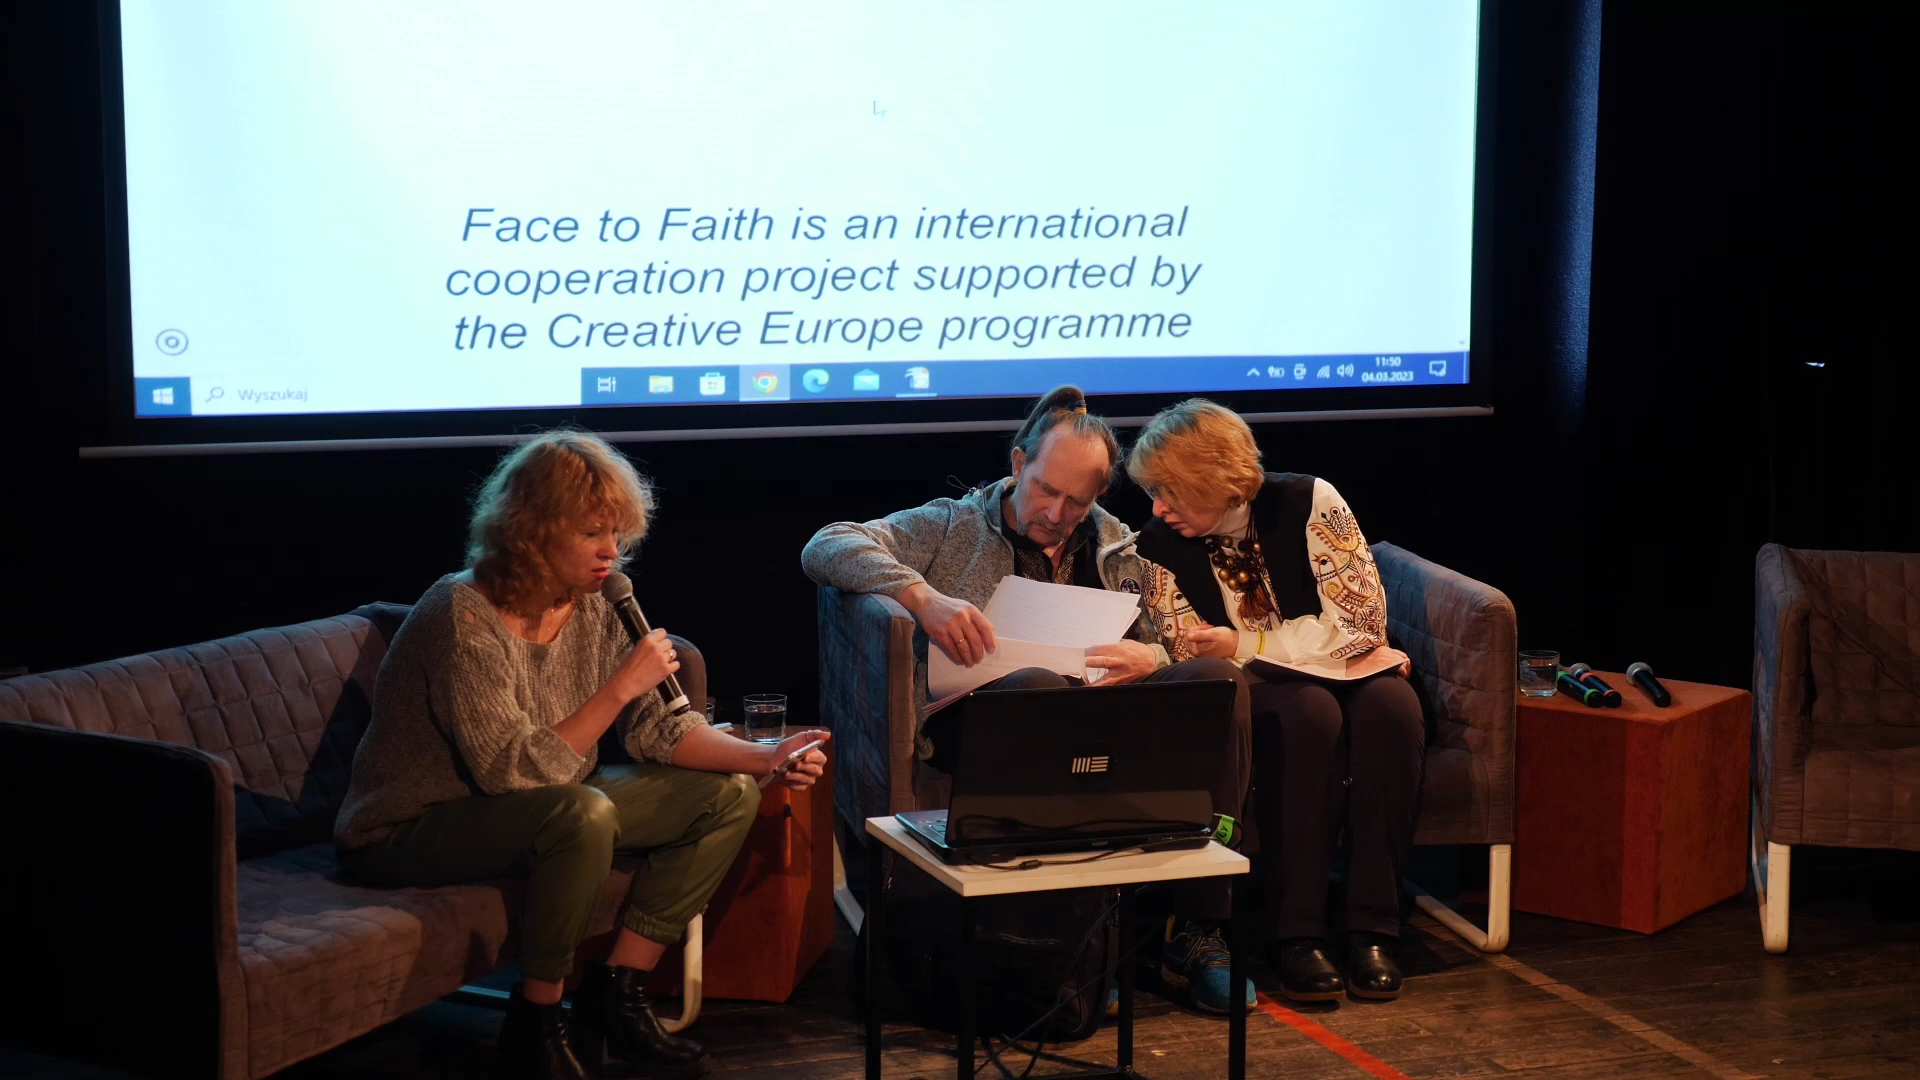 Face to Faith is an international
cooperation project supported by
the Creative Europe programme
Wyszukaj
11:50
04.03.2023